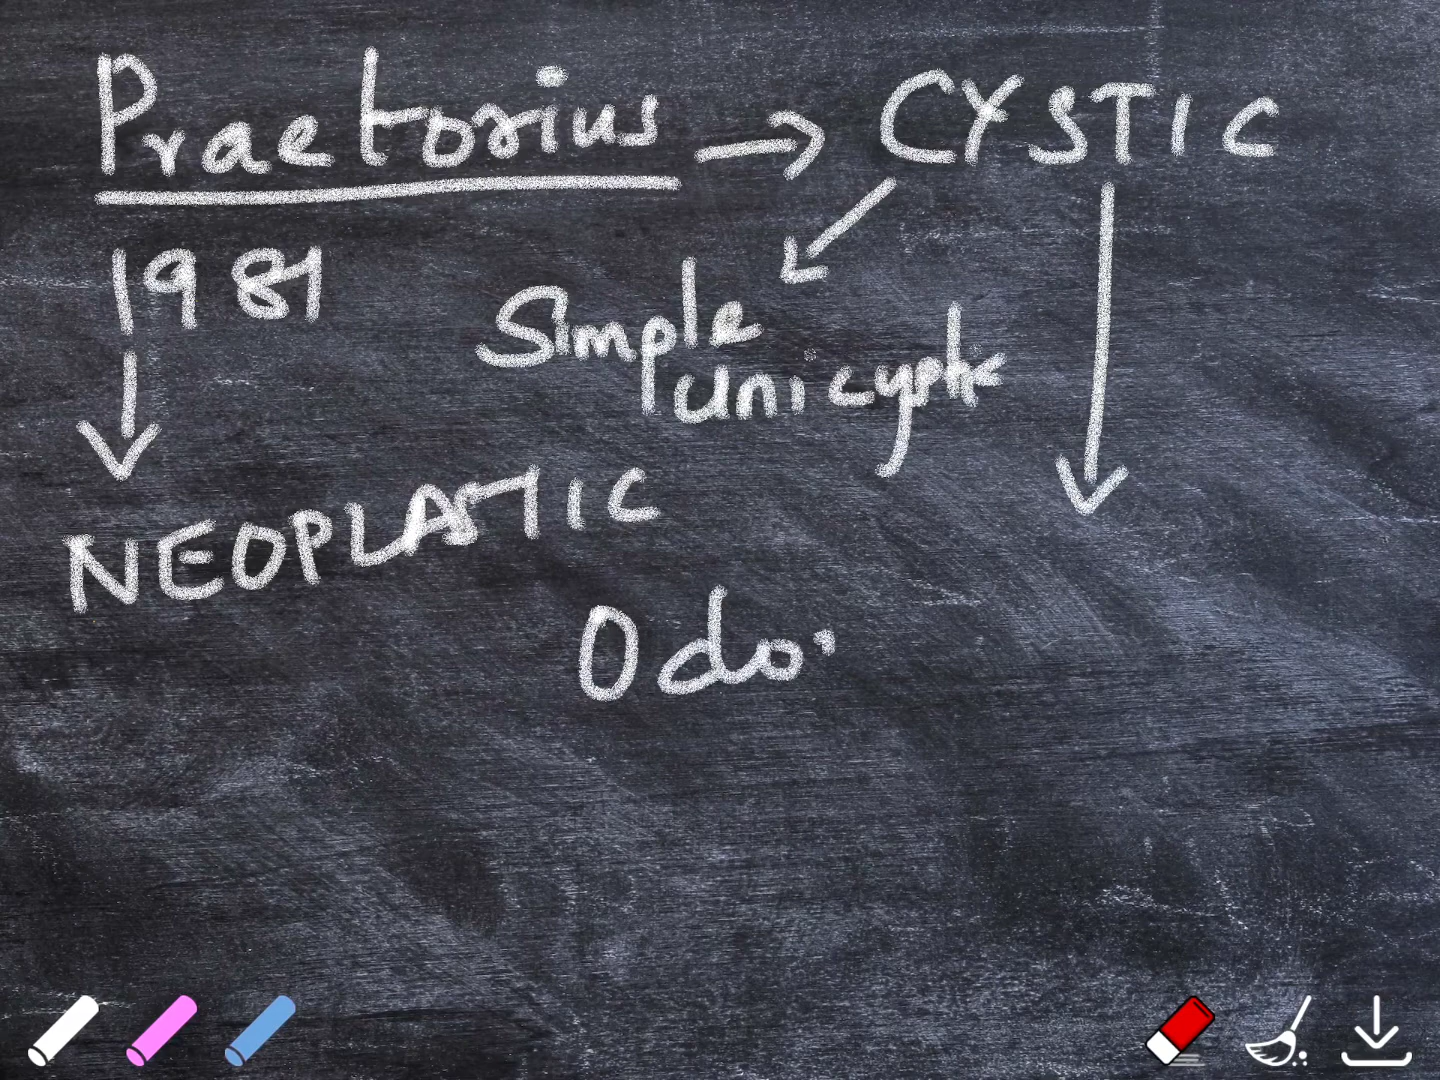 Praetorius → CYSTIC
1981
Simple
unicystic
NEOPLASTIC
Odo